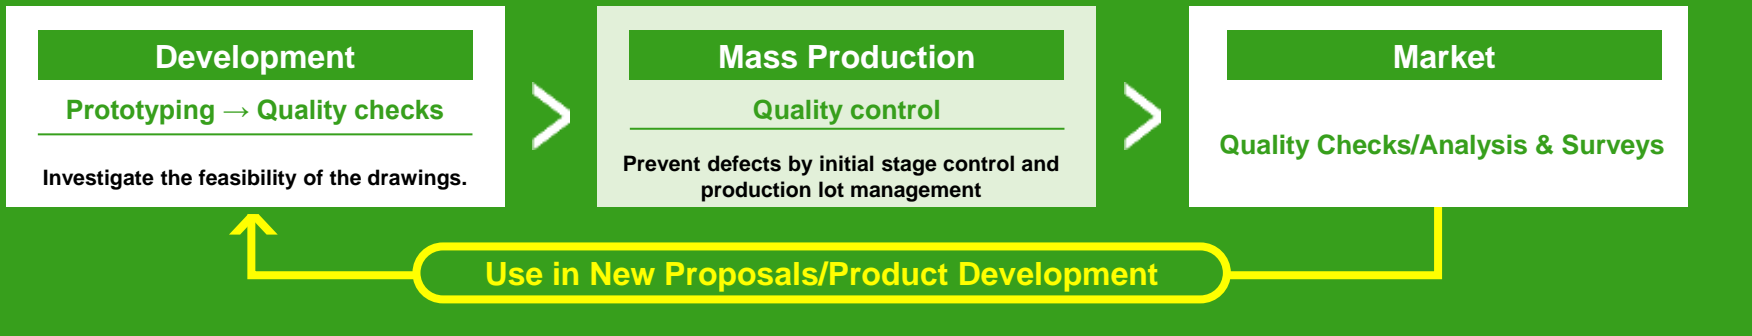 Development
Prototyping → Quality checks
Investigate the feasibility of the drawings.
Mass Production
Quality control
Prevent defects by initial stage control and
production lot management
Market
Quality Checks/Analysis & Surveys
Use in New Proposals/Product Development